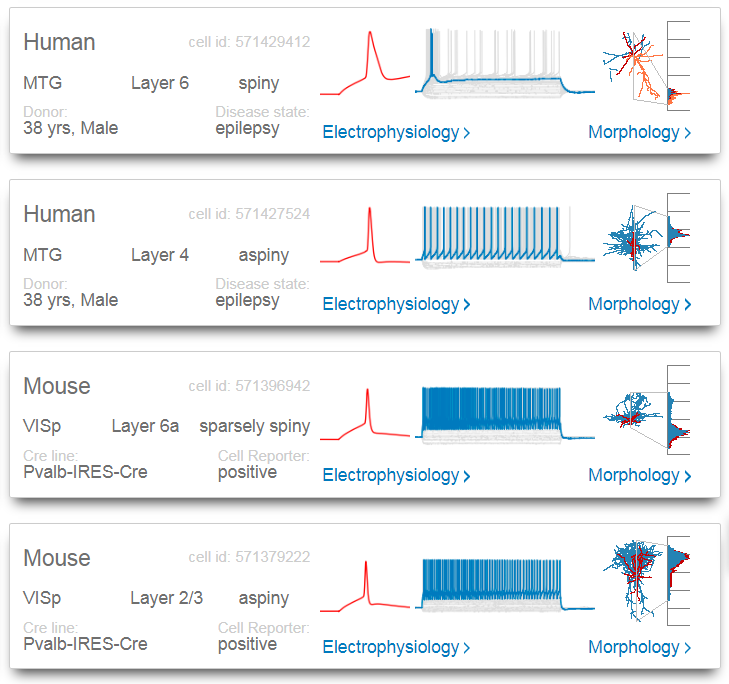 Human cell id: 571429412
MTG Layer 6 spiny
Donor: Disease state:
38 yrs, Male epilepsy
Electrophysiology > Morphology >
Human cell id: 571427524
MTG Layer 4 aspiny
Donor: Disease state:
38 yrs, Male epilepsy
Electrophysiology > Morphology >
Mouse cell id: 571396942
VISp Layer 6a sparsely spiny
Cre line: Cell Reporter:
Pvalb-IRES-Cre positive
Electrophysiology > Morphology >
Mouse cell id: 571379222
VISp Layer 2/3 aspiny
Cre line: Cell Reporter:
Pvalb-IRES-Cre positive
Electrophysiology > Morphology >